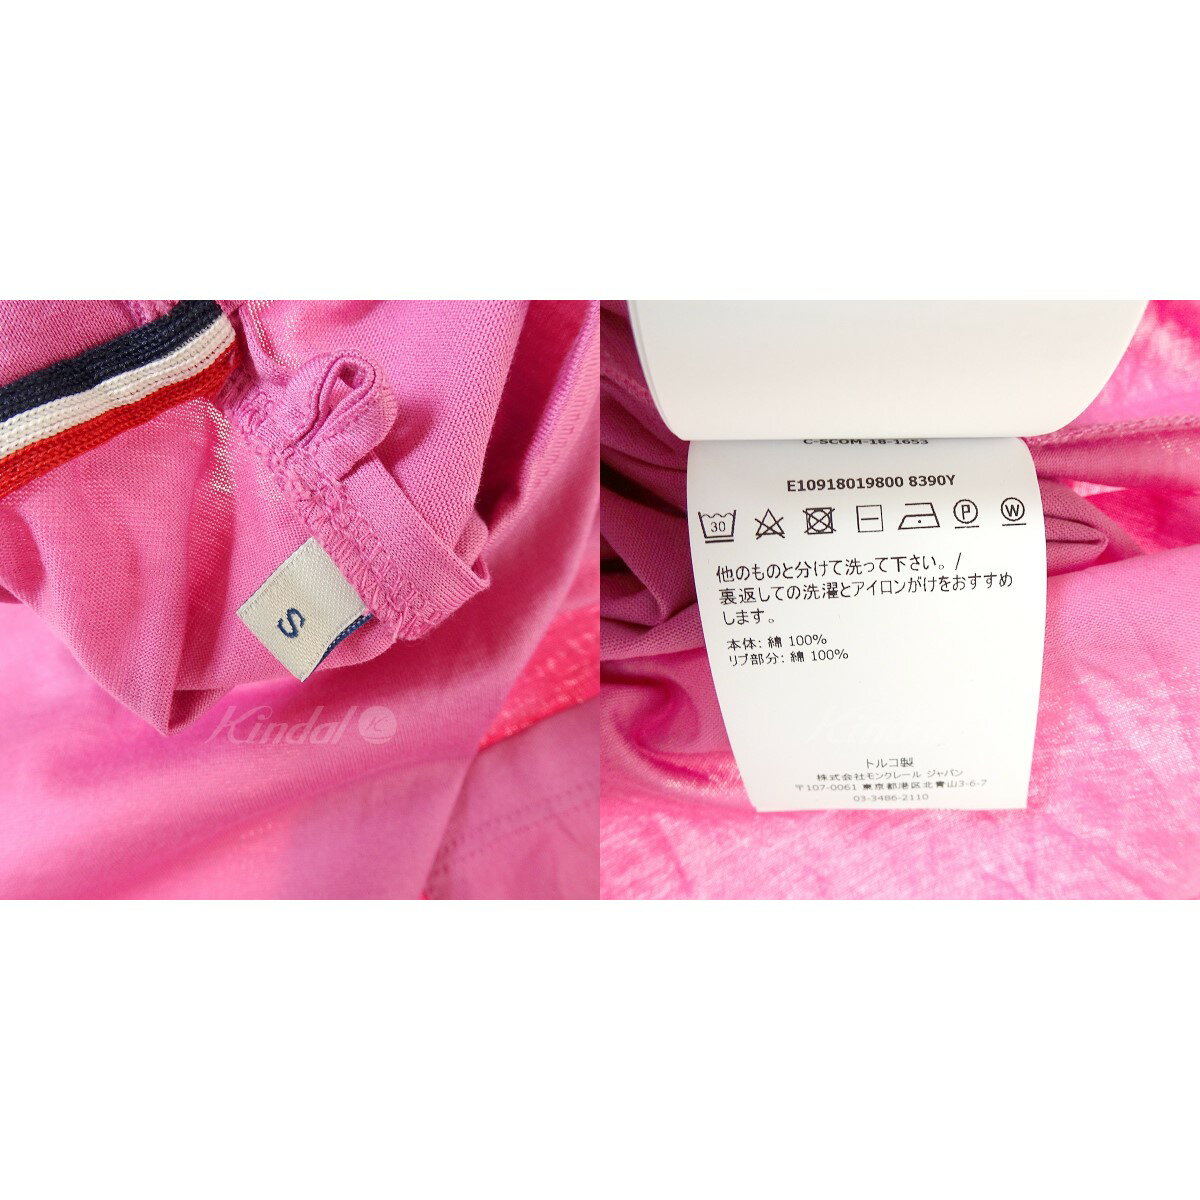 S
Kindal
C-SCOM-18-1653
E10918019800 8390Y
30
P
W
他のものと分けて洗って下さい。/
裏返しての洗濯とアイロンがけをおすすめ
します。
本体: 綿 100%
リブ部分: 綿 100%
Kindal
トルコ製
株式会社モンクレール ジャパン
〒107-0061 東京都港区北青山3-6-7
03-3486-2110